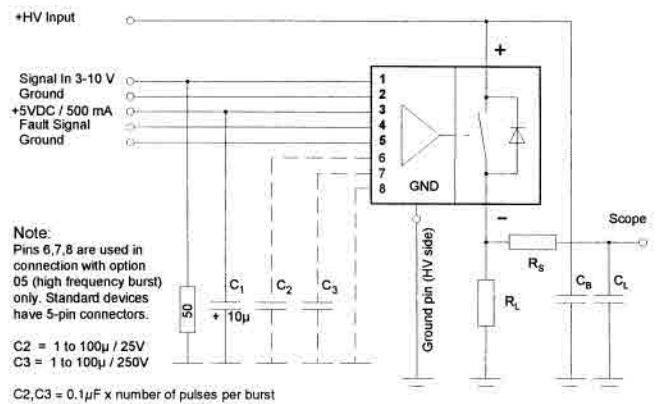 +HV Input
+
Signal In 3-10 V
Ground
+5VDC / 500 mA
Fault Signal
Ground
1
2
3
4
5
6
7
8
GND
–
Ground pin (HV side)
Scope
RS
RL
CB
CL
Note:
Pins 6,7,8 are used in
connection with option
05 (high frequency burst)
only. Standard devices
have 5-pin connectors.
50
C1
+ 10µ
C2
C3
C2 = 1 to 100µ / 25V
C3 = 1 to 100µ / 250V
C2,C3 = 0.1µF x number of pulses per burst